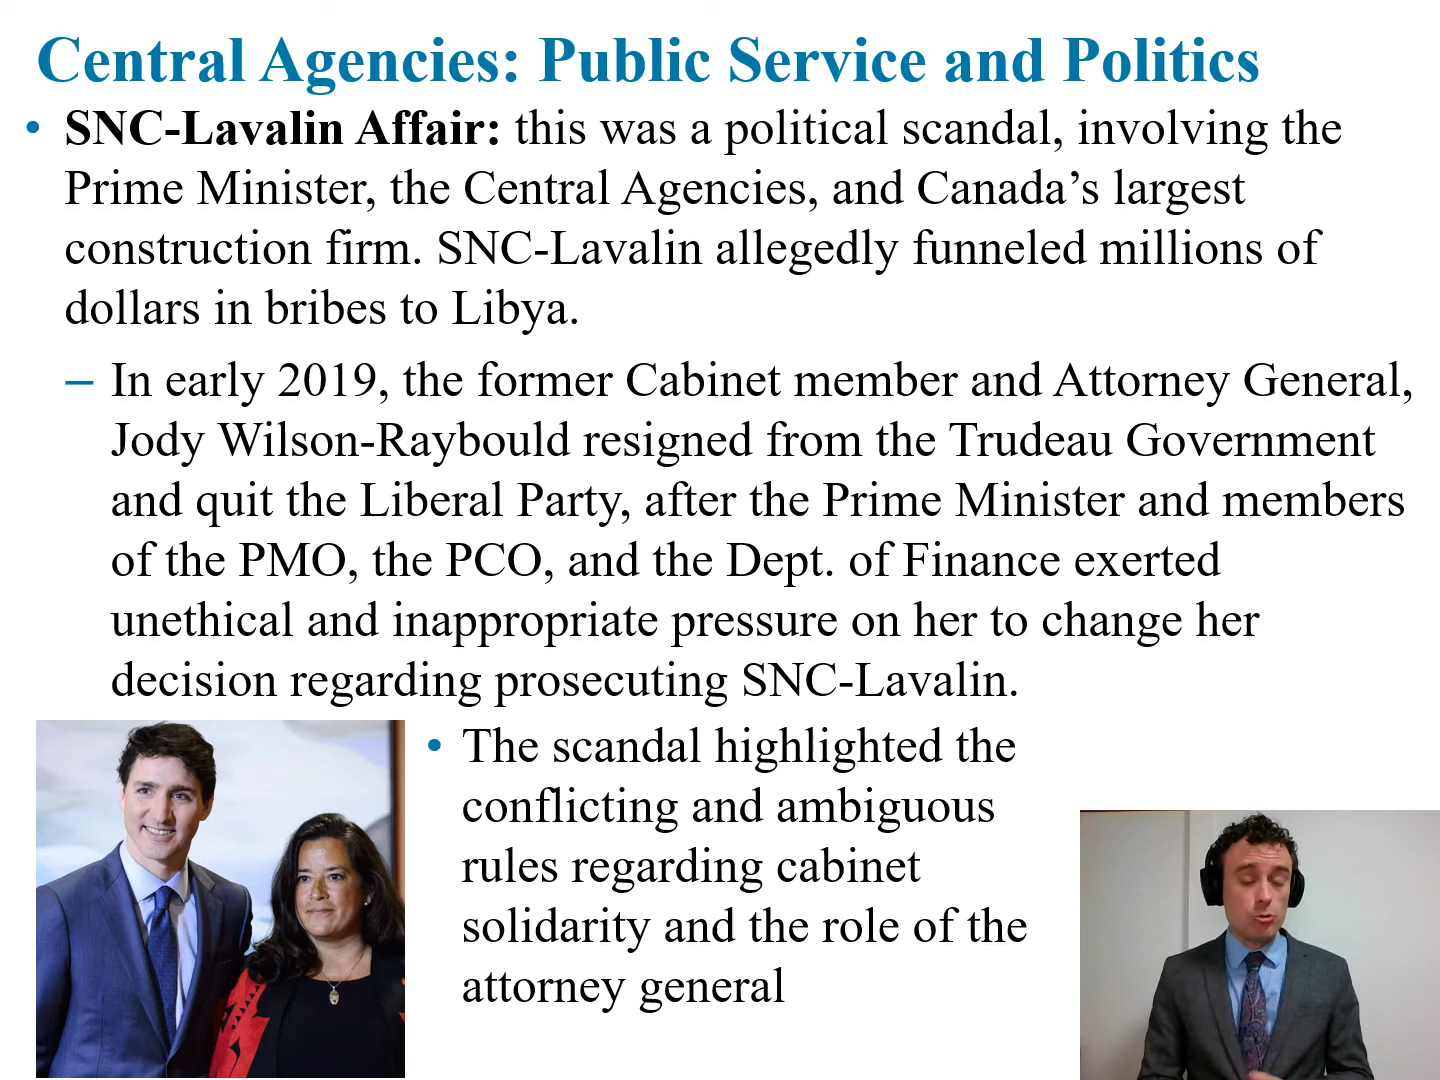 Central Agencies: Public Service and Politics
• SNC-Lavalin Affair: this was a political scandal, involving the
Prime Minister, the Central Agencies, and Canada’s largest
construction firm. SNC-Lavalin allegedly funneled millions of
dollars in bribes to Libya.
– In early 2019, the former Cabinet member and Attorney General,
Jody Wilson-Raybould resigned from the Trudeau Government
and quit the Liberal Party, after the Prime Minister and members
of the PMO, the PCO, and the Dept. of Finance exerted
unethical and inappropriate pressure on her to change her
decision regarding prosecuting SNC-Lavalin.
• The scandal highlighted the
conflicting and ambiguous
rules regarding cabinet
solidarity and the role of the
attorney general